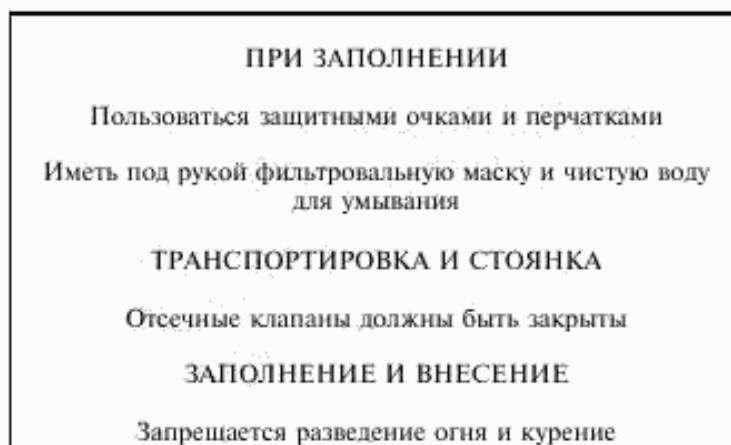 ПРИ ЗАПОЛНЕНИИ
Пользоваться защитными очками и перчатками
Иметь под рукой фильтровальную маску и чистую воду
для умывания
ТРАНСПОРТИРОВКА И СТОЯНКА
Отсечные клапаны должны быть закрыты
ЗАПОЛНЕНИЕ И ВНЕСЕНИЕ
Запрещается разведение огня и курение